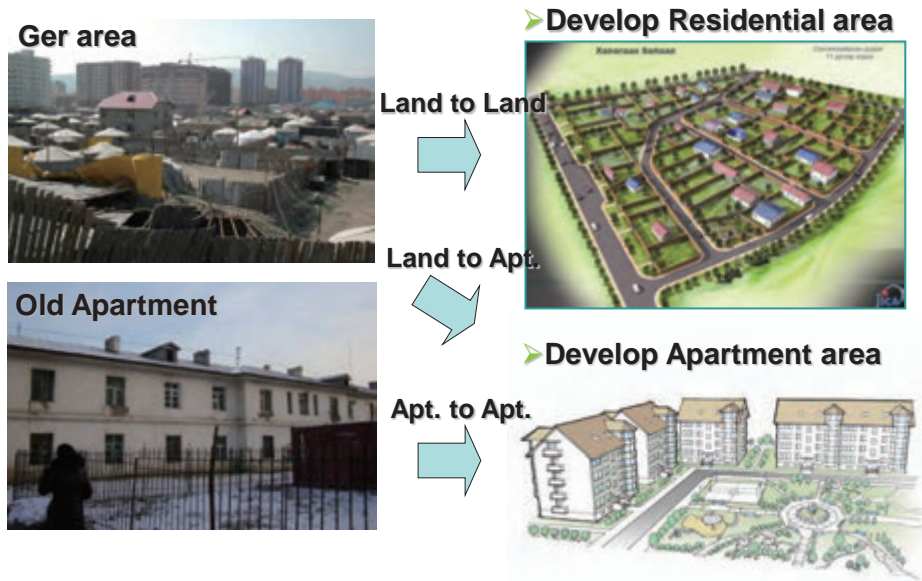 Ger area
➢Develop Residential area
Land to Land
Land to Apt.
Old Apartment
➢Develop Apartment area
Apt. to Apt.